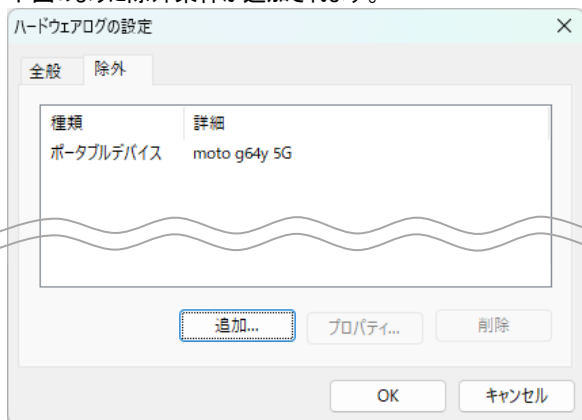 下図のように除外条件が追加されます。
ハードウェアログの設定
全般 除外
種類 詳細
ポータブルデバイス moto g64y 5G
追加... プロパティ... 削除
OK キャンセル